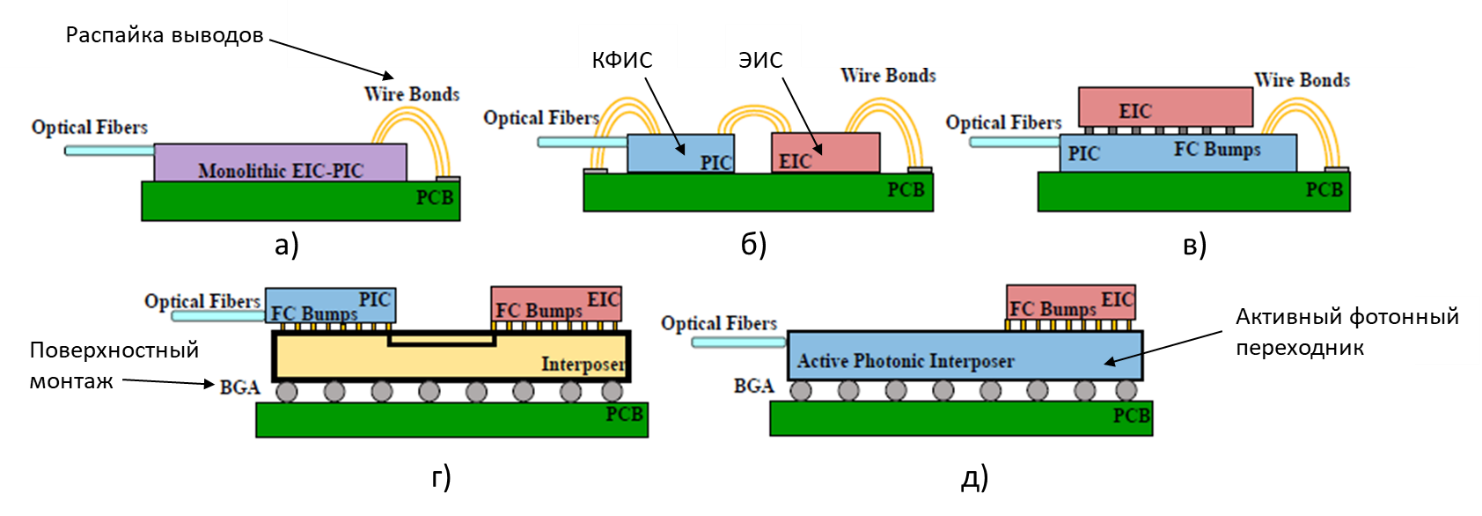 Распайка выводов
Wire Bonds
Optical Fibers
Monolithic EIC-PIC
PCB
а)
КФИС
ЭИС
Wire Bonds
Optical Fibers
PIC
EIC
PCB
б)
Wire Bonds
EIC
Optical Fibers
PIC
FC Bumps
PCB
в)
Optical Fibers
PIC
FC Bumps
EIC
FC Bumps
Поверхностный
монтаж
Interposer
BGA
PCB
г)
EIC
FC Bumps
Optical Fibers
Активный фотонный
переходник
Active Photonic Interposer
BGA
PCB
д)